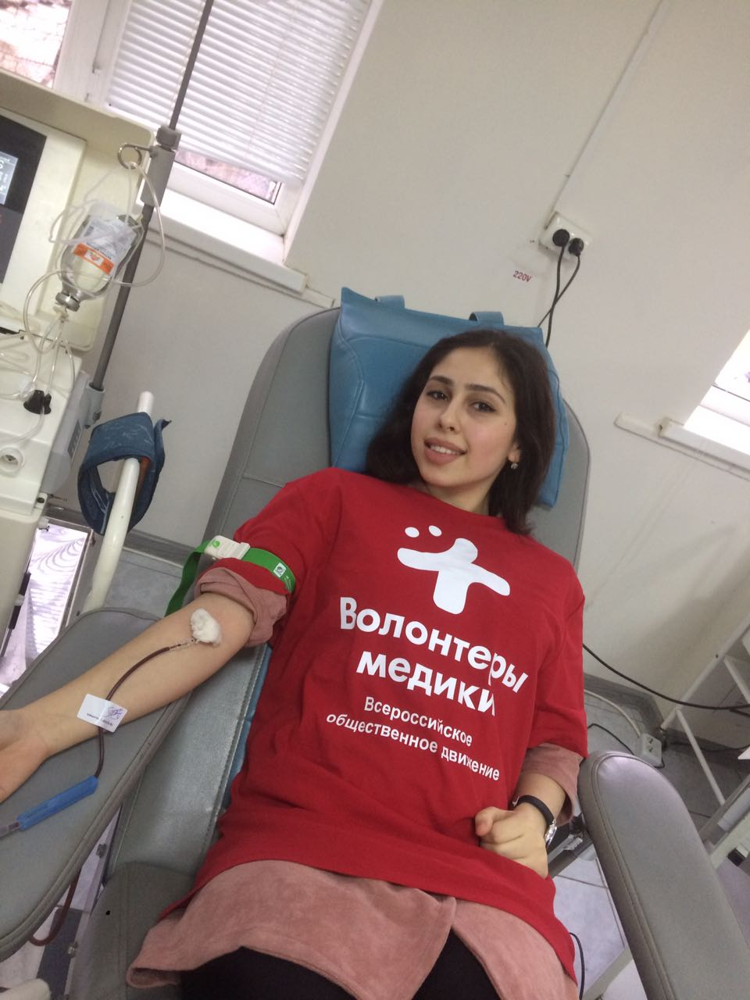 220V
Волонтеры
медики
Всероссийское
общественное движение